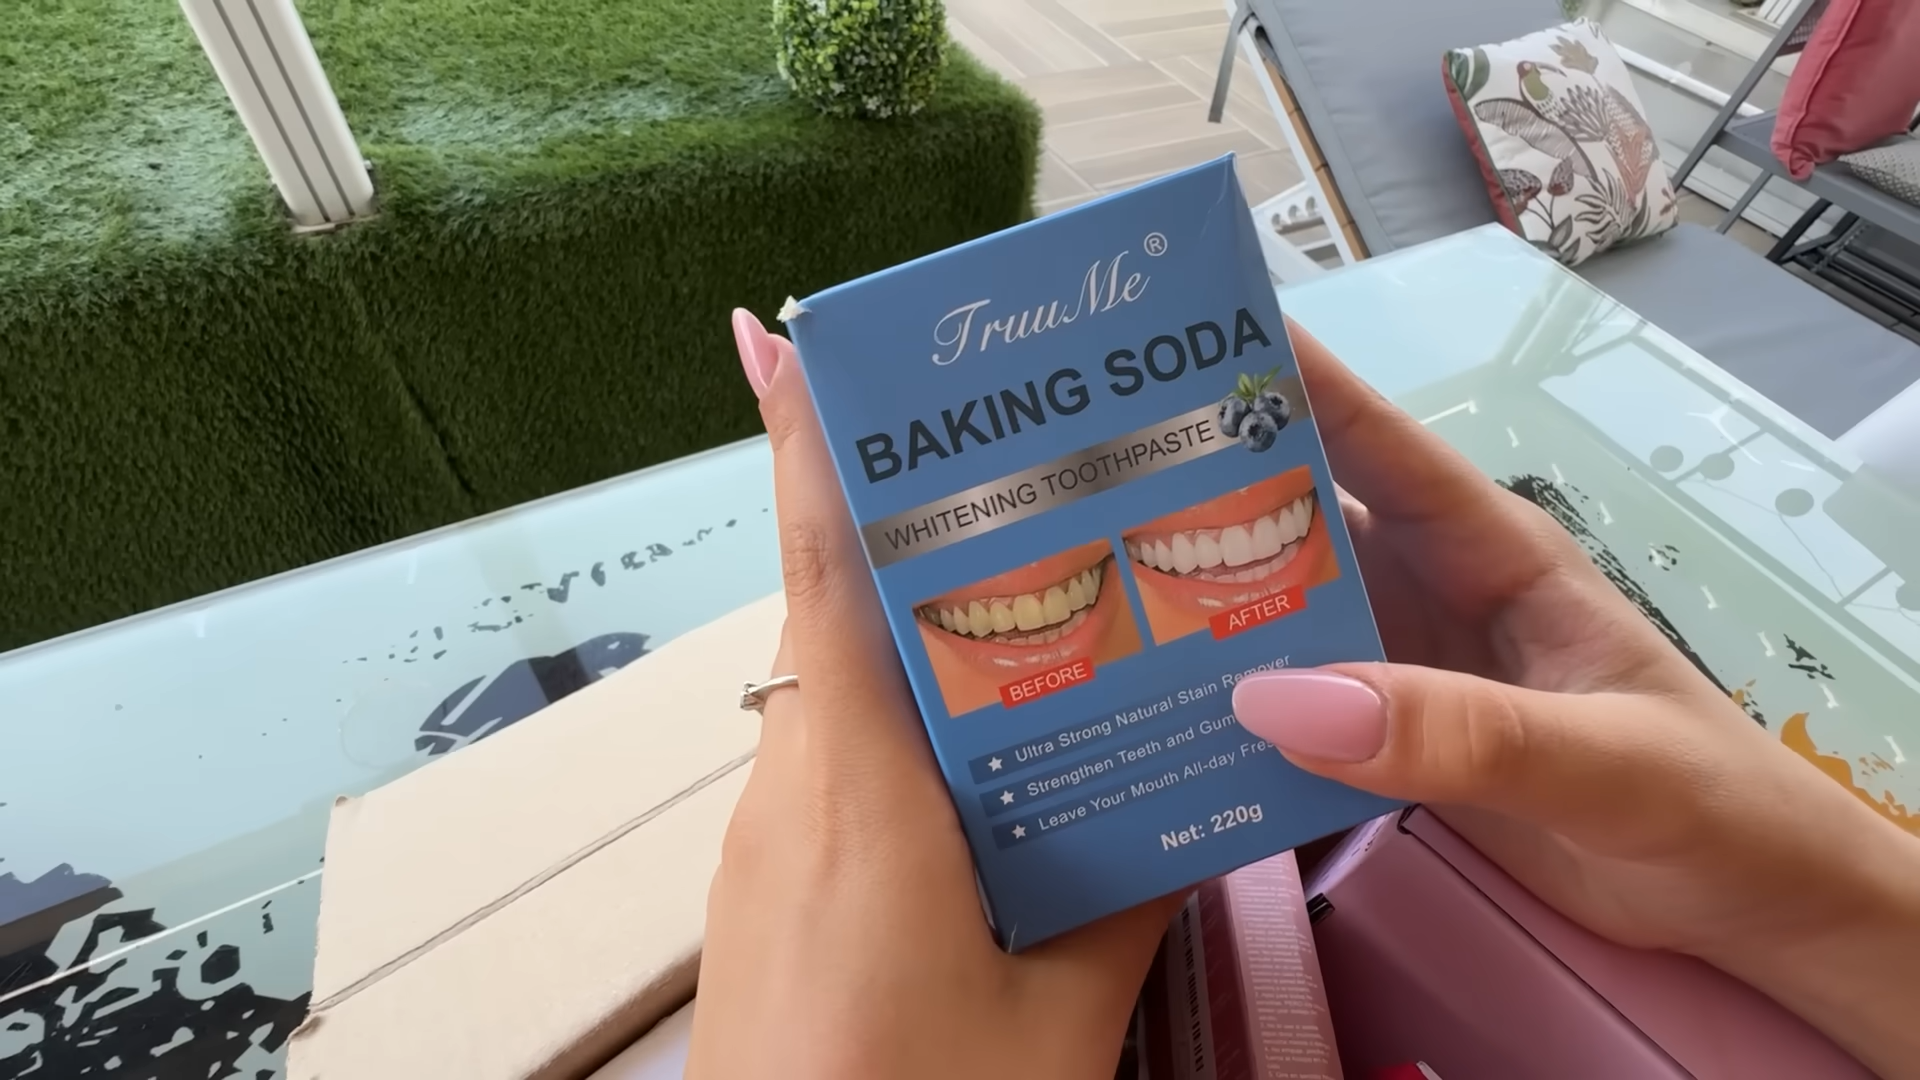 TruuMe®
BAKING SODA
WHITENING TOOTHPASTE
BEFORE
AFTER
Ultra Strong Natural Stain Remover
Strengthen Teeth and Gum
Leave Your Mouth All-day
Net: 220g